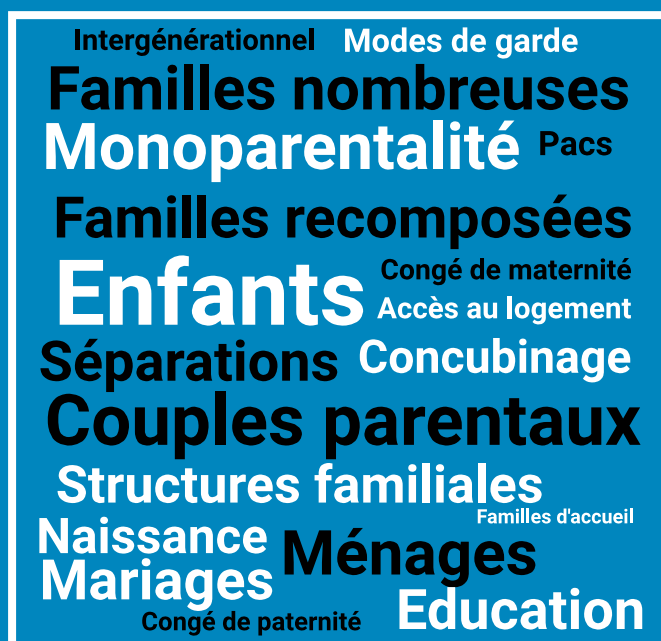 Intergénérationnel Modes de garde
Familles nombreuses
Monoparentalité Pacs
Familles recomposées
Enfants Congé de maternité
Accès au logement
Séparations Concubinage
Couples parentaux
Structures familiales
Familles d'accueil
Naissance Ménages
Mariages Education
Congé de paternité